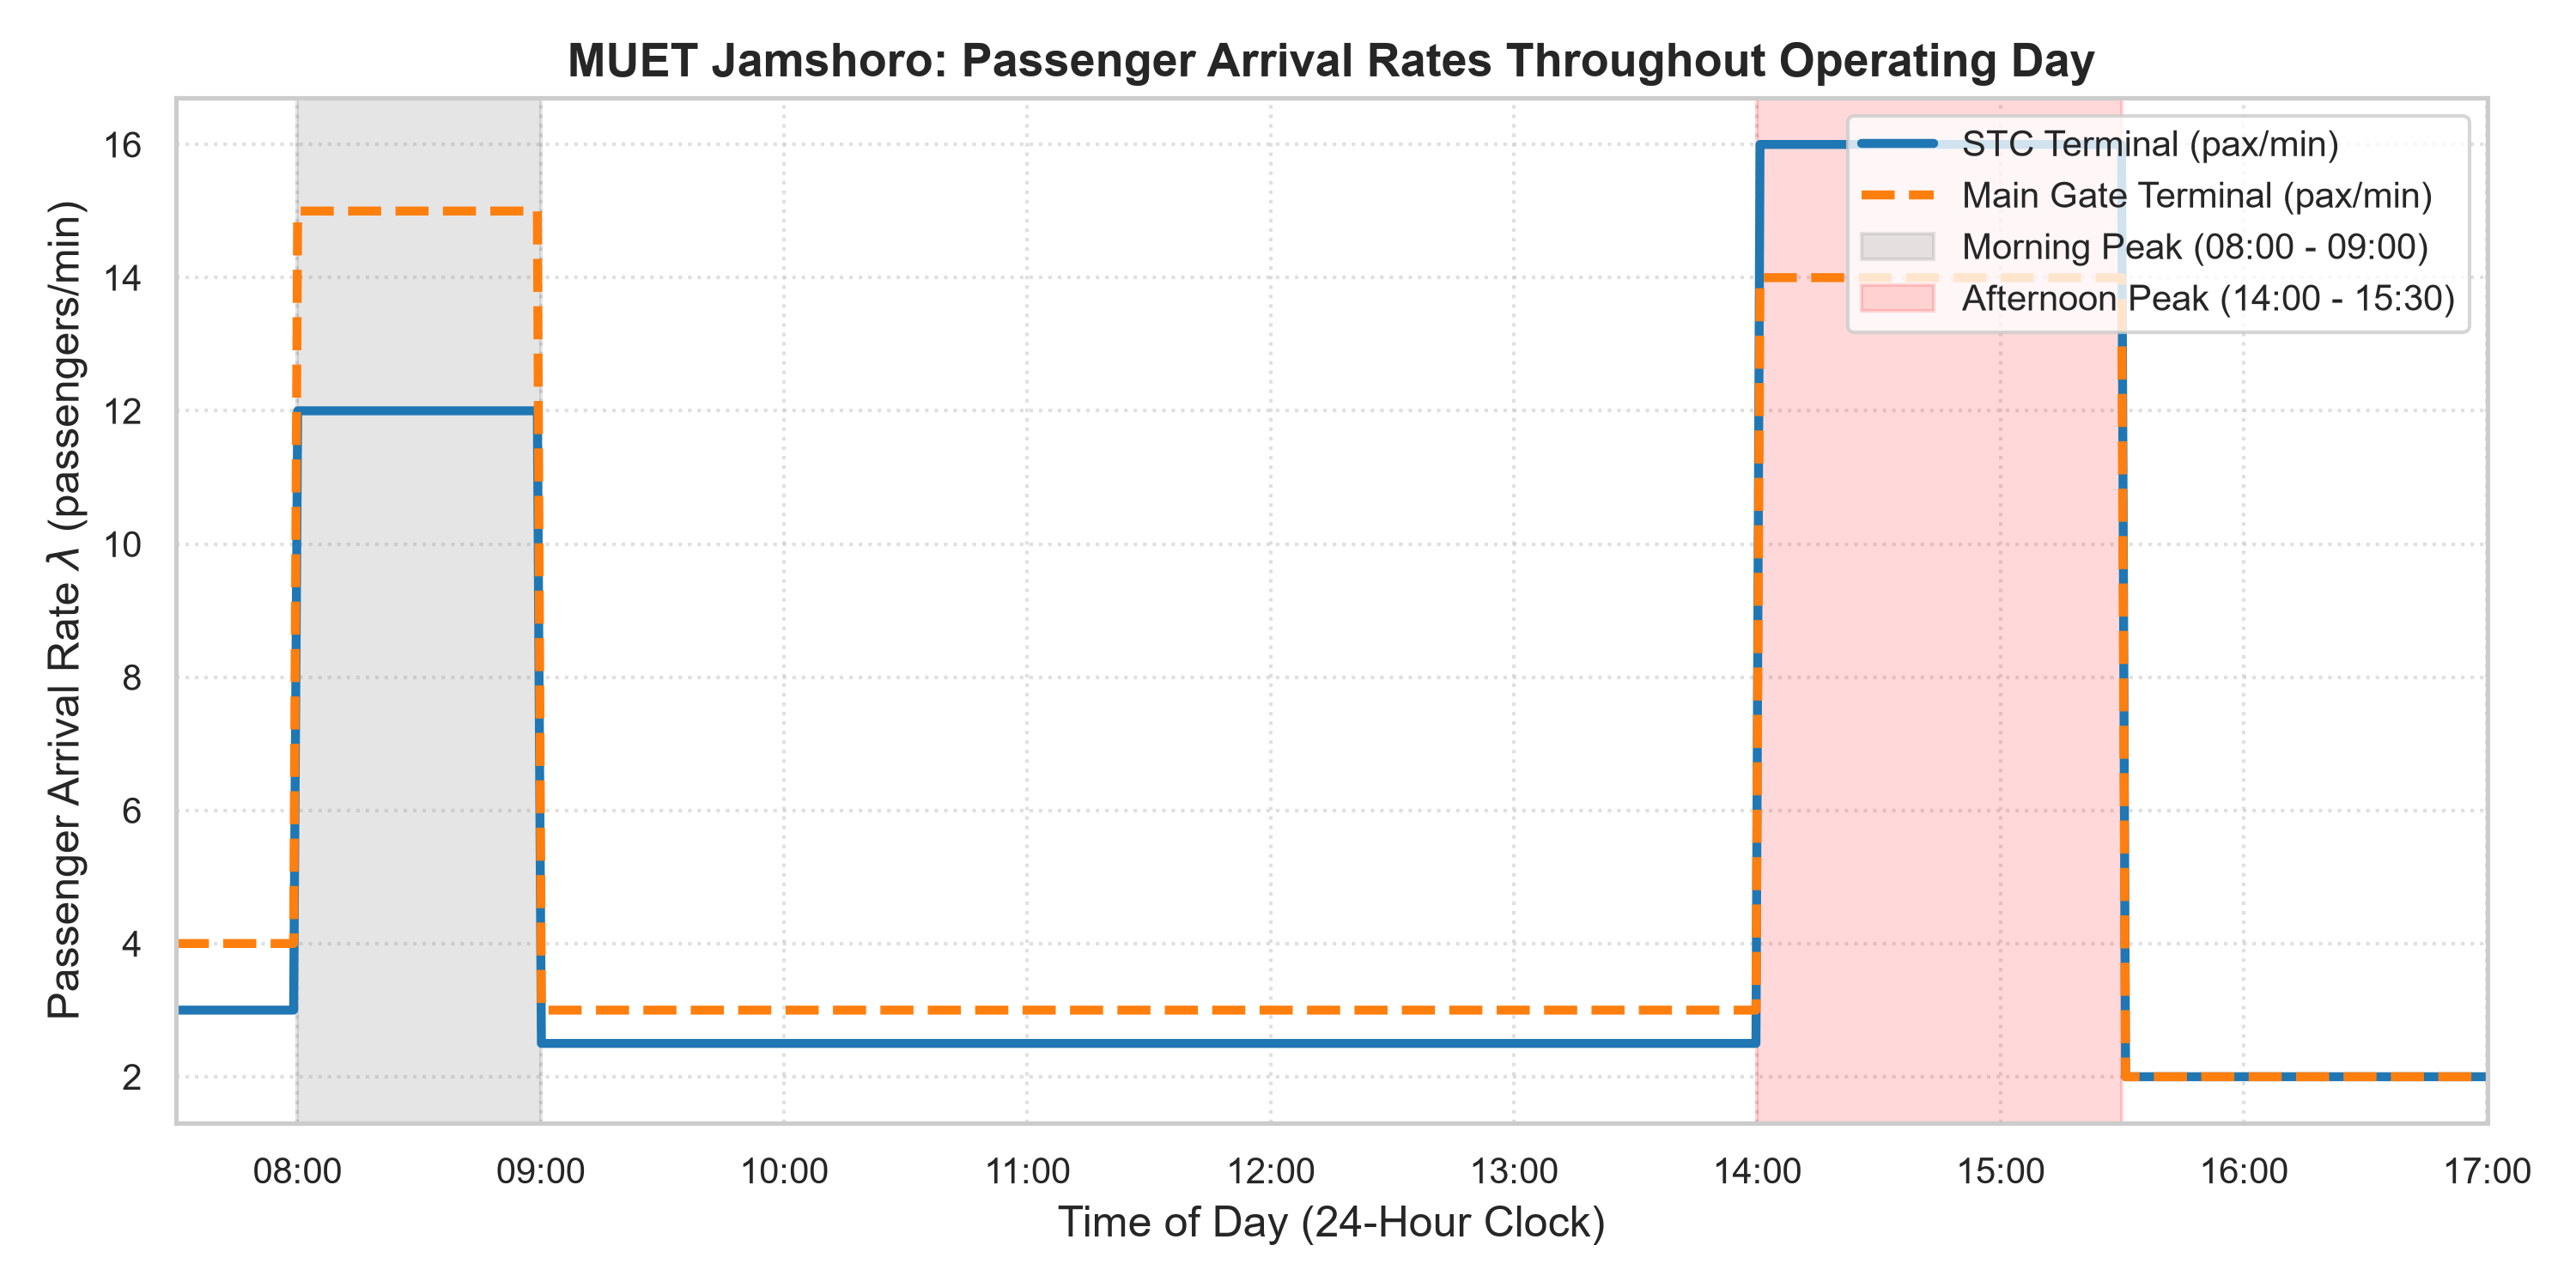 MUET Jamshoro: Passenger Arrival Rates Throughout Operating Day
Passenger Arrival Rate λ (passengers/min)
16
14
12
10
8
6
4
2
STC Terminal (pax/min)
Main Gate Terminal (pax/min)
Morning Peak (08:00 - 09:00)
Afternoon Peak (14:00 - 15:30)
08:00 09:00 10:00 11:00 12:00 13:00 14:00 15:00 16:00 17:00
Time of Day (24-Hour Clock)